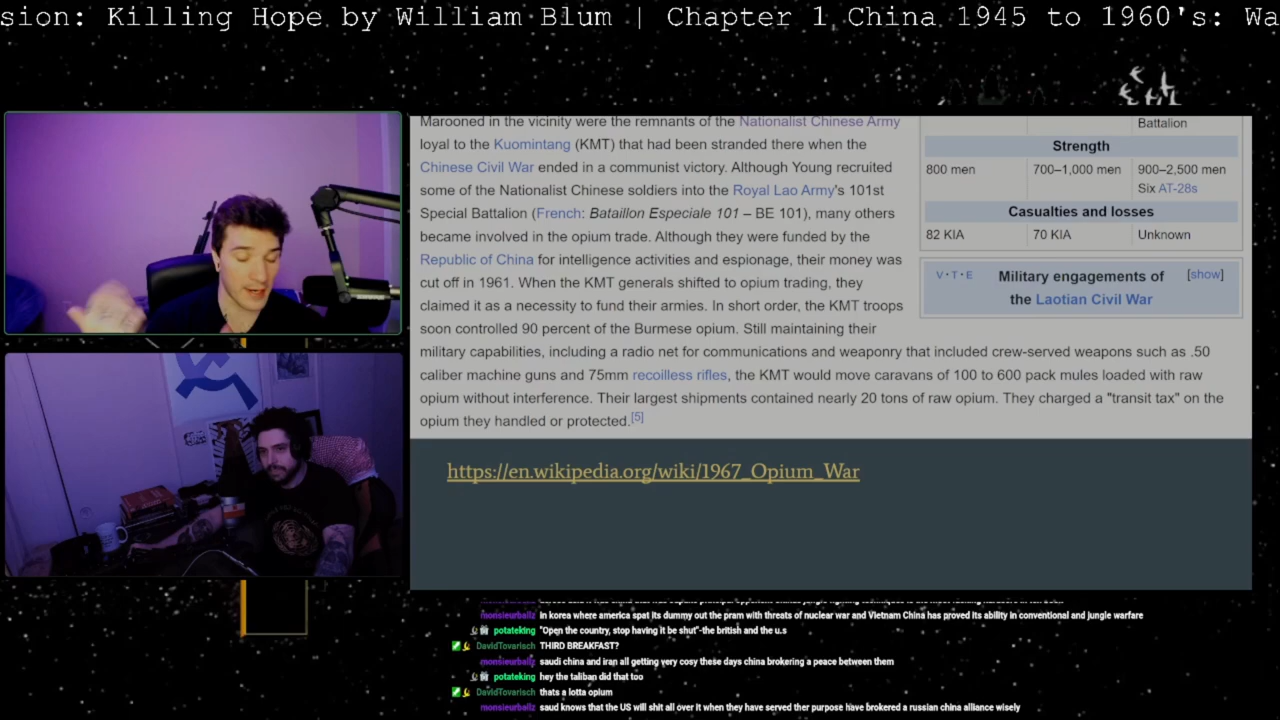 sion: Killing Hope by William Blum | Chapter 1 China 1945 to 1960's: Wa
Marooned in the vicinity were the remnants of the Nationalist Chinese Army
loyal to the Kuomintang (KMT) that had been stranded there when the
Chinese Civil War ended in a communist victory. Although Young recruited
some of the Nationalist Chinese soldiers into the Royal Lao Army's 101st
Special Battalion (French: Bataillon Especiale 101 – BE 101), many others
became involved in the opium trade. Although they were funded by the
Republic of China for intelligence activities and espionage, their money was
cut off in 1961. When the KMT generals shifted to opium trading, they
claimed it as a necessity to fund their armies. In short order, the KMT troops
soon controlled 90 percent of the Burmese opium. Still maintaining their
military capabilities, including a radio net for communications and weaponry that included crew-served weapons such as .50
caliber machine guns and 75mm recoilless rifles, the KMT would move caravans of 100 to 600 pack mules loaded with raw
opium without interference. Their largest shipments contained nearly 20 tons of raw opium. They charged a "transit tax" on the
opium they handled or protected.[5]
Battalion
Strength
800 men 700–1,000 men 900–2,500 men
Six AT-28s
Casualties and losses
82 KIA 70 KIA Unknown
V·T·E Military engagements of [show]
the Laotian Civil War
https://en.wikipedia.org/wiki/1967_Opium_War
monsieurballz in korea where america spat its dummy out the pram with threats of nuclear war and Vietnam China has proved its ability in conventional and jungle warfare
potateking "Open the country, stop having it be shut"-the british and the u.s
DavidTovarisch THIRD BREAKFAST?
monsieurballz saudi china and iran all getting very cosy these days china brokering a peace between them
potateking hey the taliban did that too
DavidTovarisch thats a lotta opium
monsieurballz saud knows that the US will shit all over it when they have served ther purpose have brokered a russian china alliance wisely